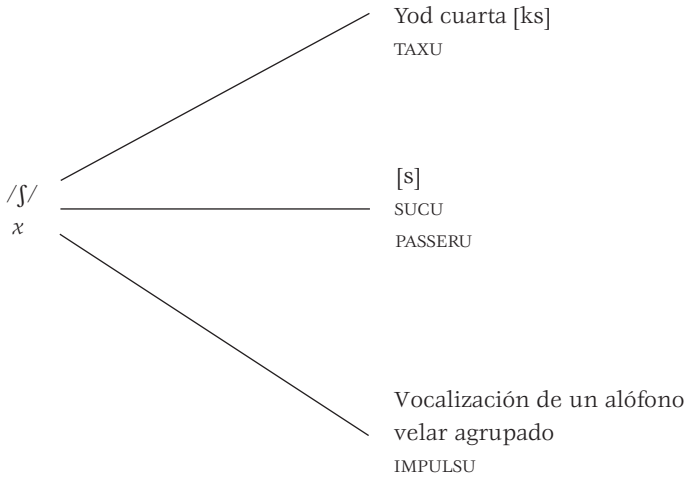 Yod cuarta [ks]
TAXU
/ʃ/
x
[s]
SUCU
PASSERU
Vocalización de un alófono
velar agrupado
IMPULSU